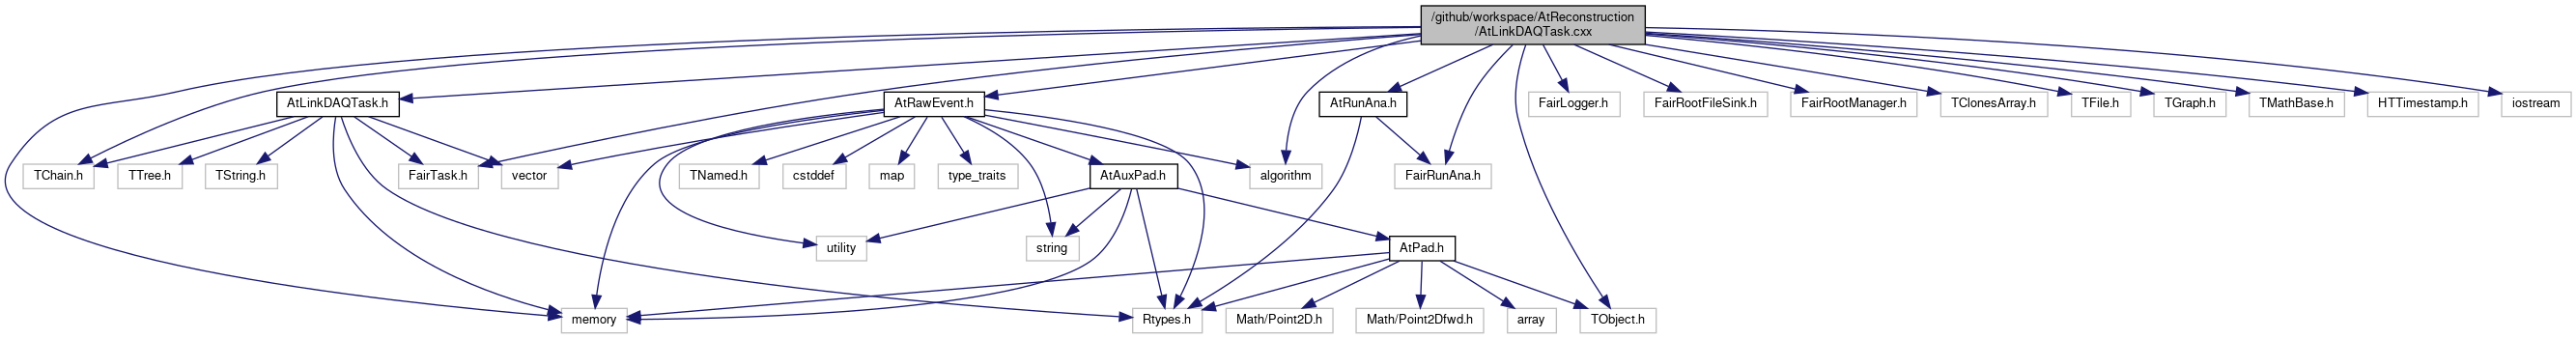 /github/workspace/AtReconstruction
/AtLinkDAQTask.cxx
AtLinkDAQTask.h
AtRawEvent.h
AtRunAna.h
FairLogger.h
FairRootFileSink.h
FairRootManager.h
TClonesArray.h
TFile.h
TGraph.h
TMathBase.h
HTTimestamp.h
iostream
TChain.h
TTree.h
TString.h
FairTask.h
vector
TNamed.h
cstddef
map
type_traits
AtAuxPad.h
algorithm
FairRunAna.h
utility
string
AtPad.h
memory
Rtypes.h
Math/Point2D.h
Math/Point2Dfwd.h
array
TObject.h